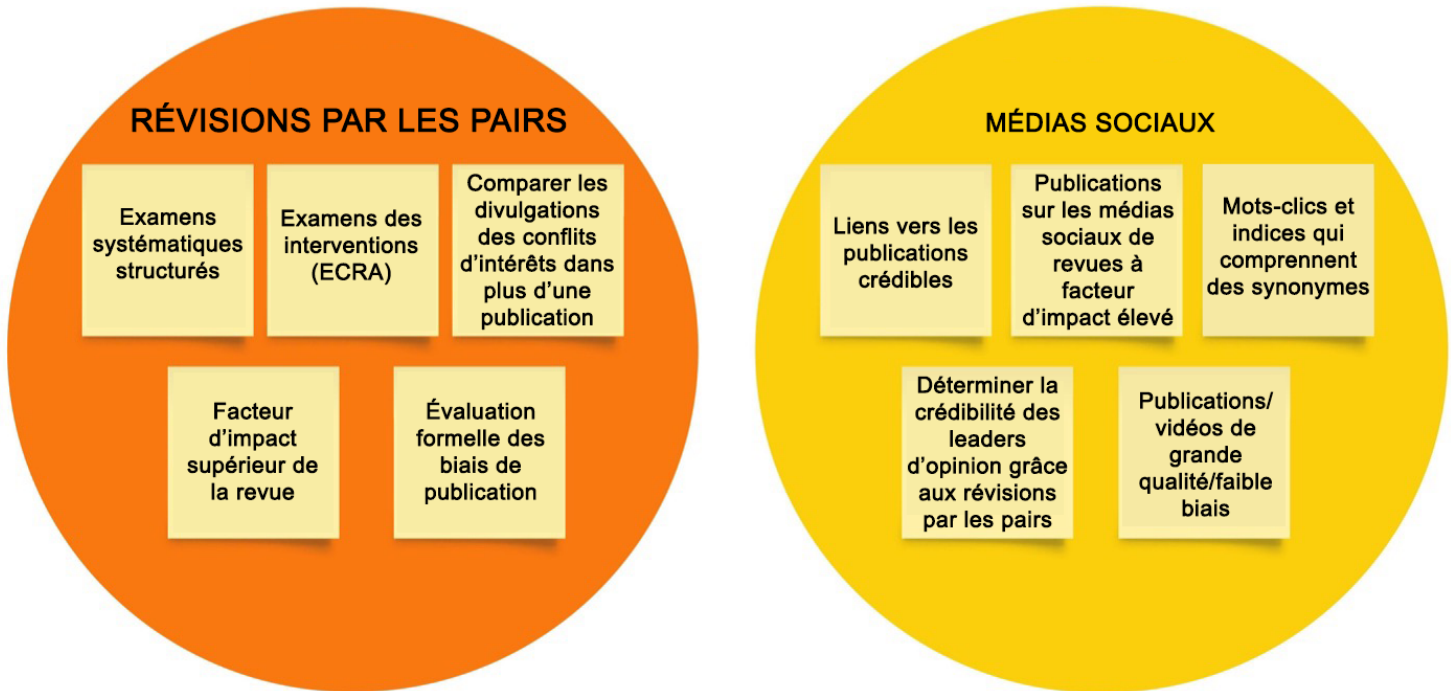 RÉVISIONS PAR LES PAIRS
Examens
systématiques
structurés
Examens des
interventions
(ECRA)
Comparer les
divulgations
des conflits
d’intérêts dans
plus d’une
publication
Facteur
d’impact
supérieur de
la revue
Évaluation
formelle des
biais de
publication
MÉDIAS SOCIAUX
Liens vers les
publications
crédibles
Publications
sur les médias
sociaux de
revues à
facteur
d’impact élevé
Mots-clics et
indices qui
comprennent
des synonymes
Déterminer la
crédibilité des
leaders
d’opinion grâce
aux révisions
par les pairs
Publications/
vidéos de
grande
qualité/faible
biais